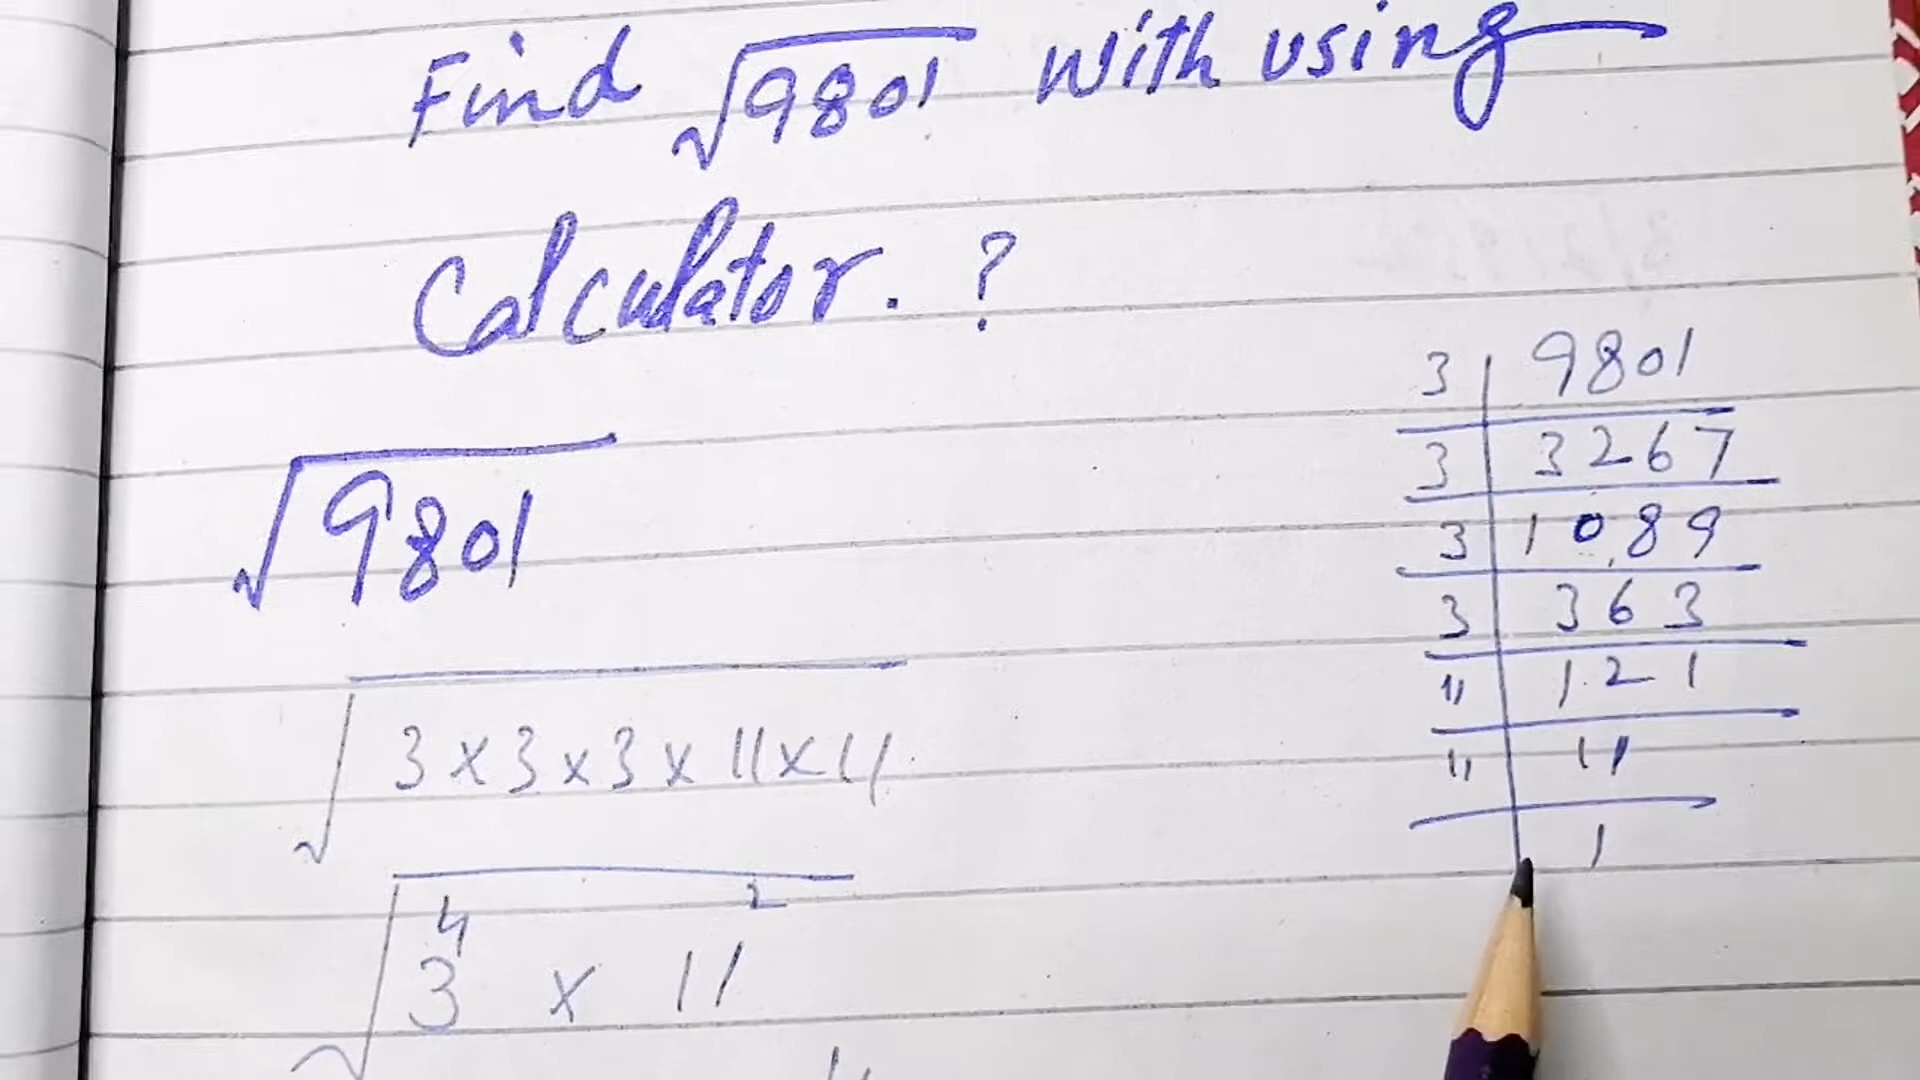 Find √9801 with using
Calculator. ?
√9801
3 | 9801
3 | 3267
3 | 1089
3 | 363
11 | 121
11 | 11
1
√3×3×3×11×11
√3⁴ × 11²